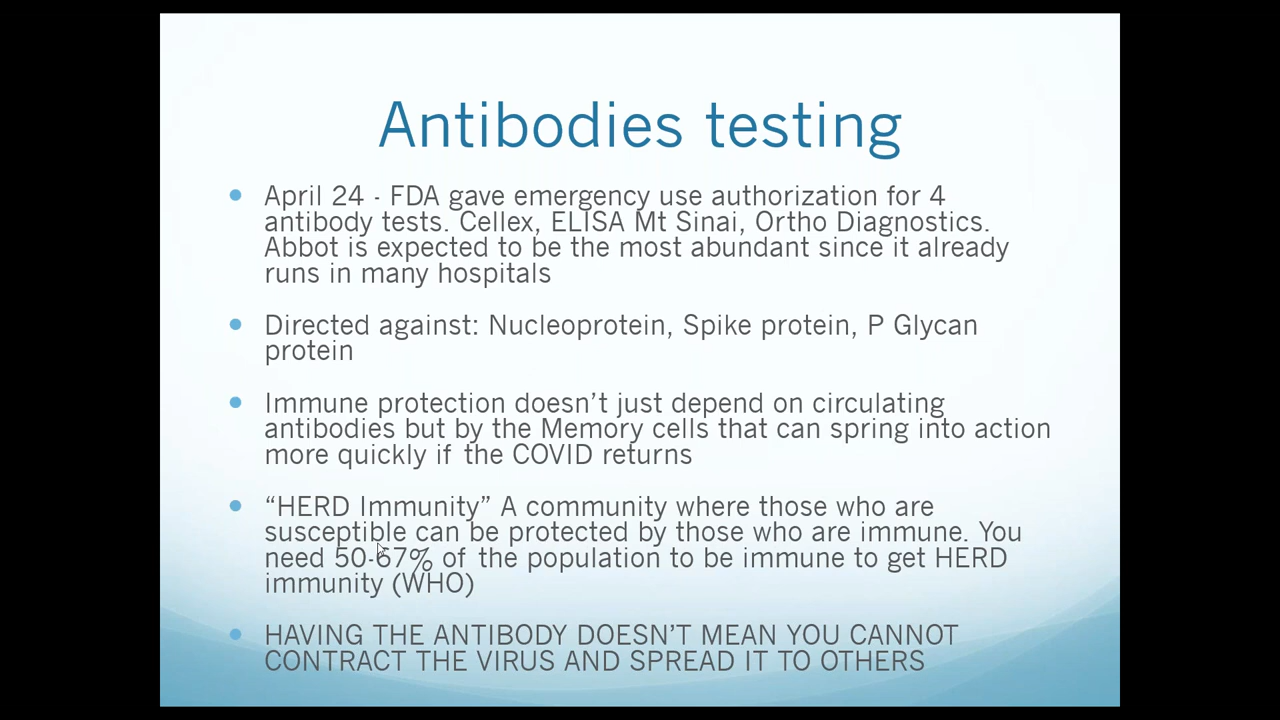 Antibodies testing
April 24 - FDA gave emergency use authorization for 4
antibody tests. Cellex, ELISA Mt Sinai, Ortho Diagnostics.
Abbot is expected to be the most abundant since it already
runs in many hospitals
Directed against: Nucleoprotein, Spike protein, P Glycan
protein
Immune protection doesn’t just depend on circulating
antibodies but by the Memory cells that can spring into action
more quickly if the COVID returns
“HERD Immunity” A community where those who are
susceptible can be protected by those who are immune. You
need 50-67% of the population to be immune to get HERD
immunity (WHO)
HAVING THE ANTIBODY DOESN’T MEAN YOU CANNOT
CONTRACT THE VIRUS AND SPREAD IT TO OTHERS